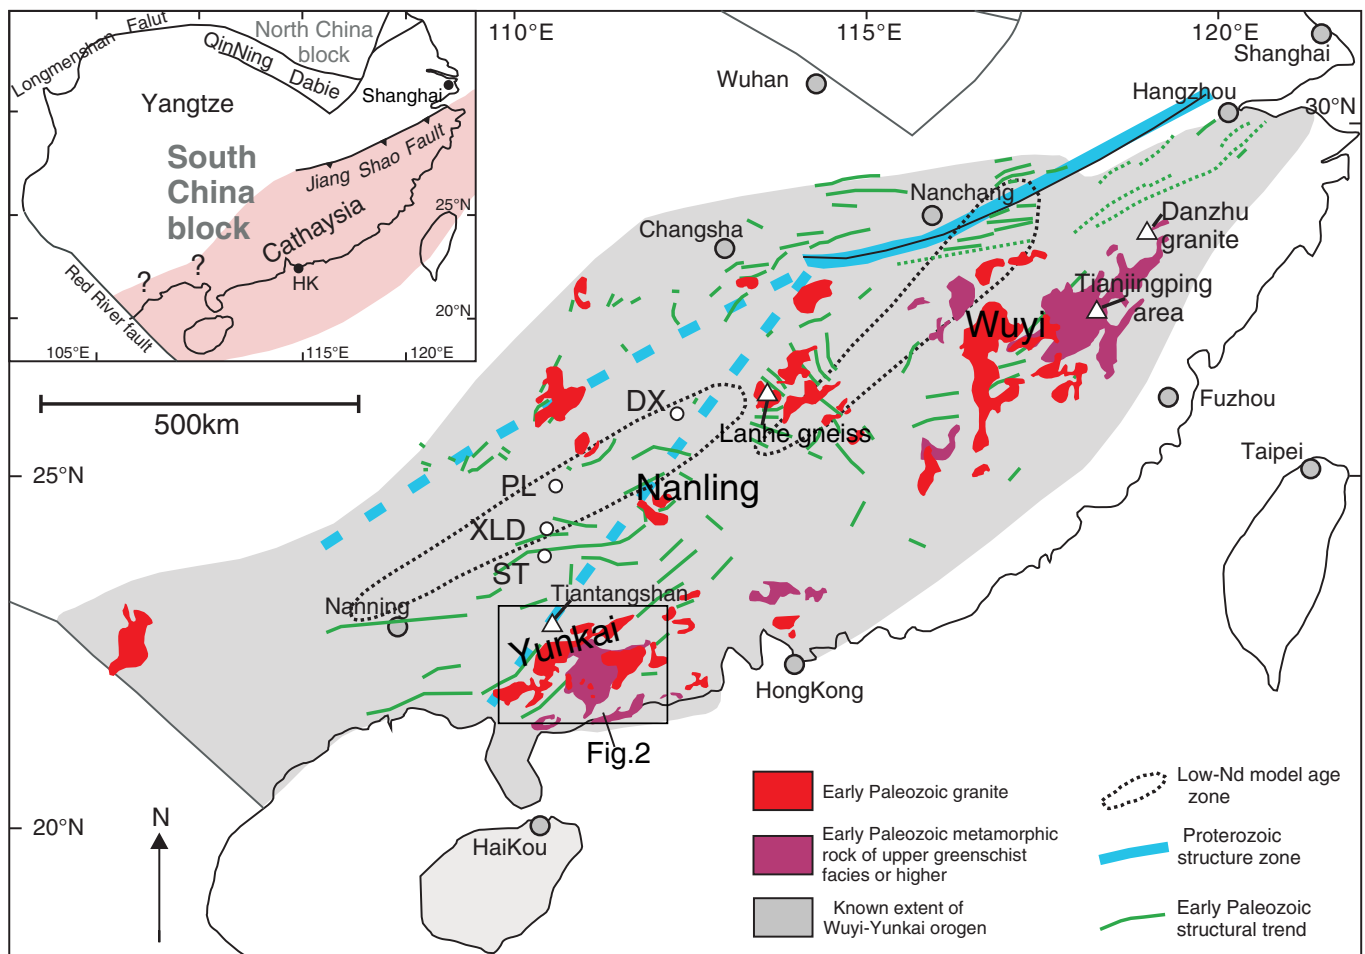 Longmenshan Falut
North China
block
QinNing Dabie
Yangtze
Shanghai
South
China
block
Jiang Shao Fault
Cathaysia
25°N
?
?
HK
Red River fault
20°N
105°E
115°E
120°E
500km
110°E
115°E
120°E
Shanghai
Wuhan
Hangzhou
30°N
Nanchang
Changsha
Danzhu
granite
Tianjingping
area
Wuyi
DX
Lanhe gneiss
Fuzhou
Taipei
25°N
PL
Nanling
XLD
ST
Tiantangshan
Nanning
Yunkai
HongKong
Fig.2
20°N
N
HaiKou
Early Paleozoic granite
Early Paleozoic metamorphic
rock of upper greenschist
facies or higher
Known extent of
Wuyi-Yunkai orogen
Low-Nd model age
zone
Proterozoic
structure zone
Early Paleozoic
structural trend